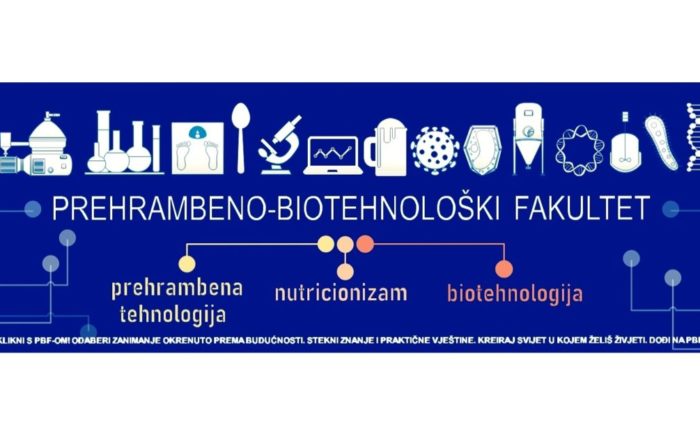 PREHRAMBENO-BIOTEHNOLOŠKI FAKULTET
prehrambena
tehnologija
nutricionizam
biotehnologija
KLIKNI S PBF-OM! ODABERI ZANIMANJE OKRENUTO PREMA BUDUĆNOSTI. STEKNI ZNANJE I PRAKTIČNE VJEŠTINE. KREIRAJ SVIJET U KOJEM ŽELIŠ ŽIVJETI. DOĐI NA PBF